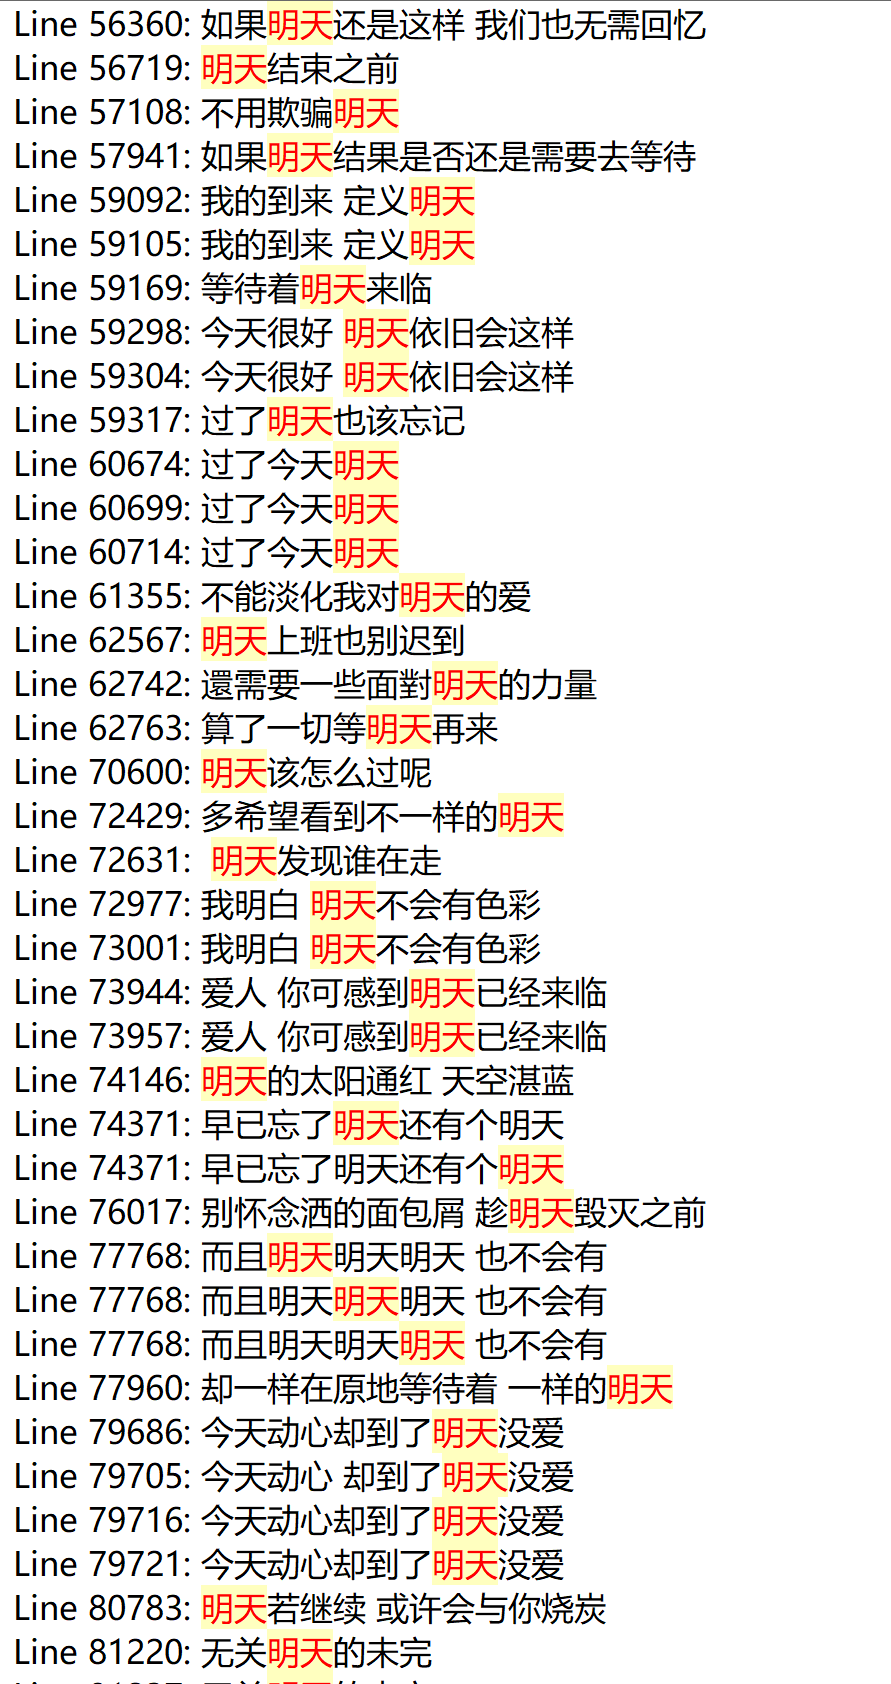 Line 56360: 如果明天还是这样 我们也无需回忆
Line 56719: 明天结束之前
Line 57108: 不用欺骗明天
Line 57941: 如果明天结果是否还是需要去等待
Line 59092: 我的到来 定义明天
Line 59105: 我的到来 定义明天
Line 59169: 等待着明天来临
Line 59298: 今天很好 明天依旧会这样
Line 59304: 今天很好 明天依旧会这样
Line 59317: 过了明天也该忘记
Line 60674: 过了今天明天
Line 60699: 过了今天明天
Line 60714: 过了今天明天
Line 61355: 不能淡化我对明天的爱
Line 62567: 明天上班也别迟到
Line 62742: 還需要一些面對明天的力量
Line 62763: 算了一切等明天再来
Line 70600: 明天该怎么过呢
Line 72429: 多希望看到不一样的明天
Line 72631:  明天发现谁在走
Line 72977: 我明白 明天不会有色彩
Line 73001: 我明白 明天不会有色彩
Line 73944: 爱人 你可感到明天已经来临
Line 73957: 爱人 你可感到明天已经来临
Line 74146: 明天的太阳通红 天空湛蓝
Line 74371: 早已忘了明天还有个明天
Line 74371: 早已忘了明天还有个明天
Line 76017: 别怀念洒的面包屑 趁明天毁灭之前
Line 77768: 而且明天明天明天 也不会有
Line 77768: 而且明天明天明天 也不会有
Line 77768: 而且明天明天明天 也不会有
Line 77960: 却一样在原地等待着 一样的明天
Line 79686: 今天动心却到了明天没爱
Line 79705: 今天动心 却到了明天没爱
Line 79716: 今天动心却到了明天没爱
Line 79721: 今天动心却到了明天没爱
Line 80783: 明天若继续 或许会与你烧炭
Line 81220: 无关明天的未完